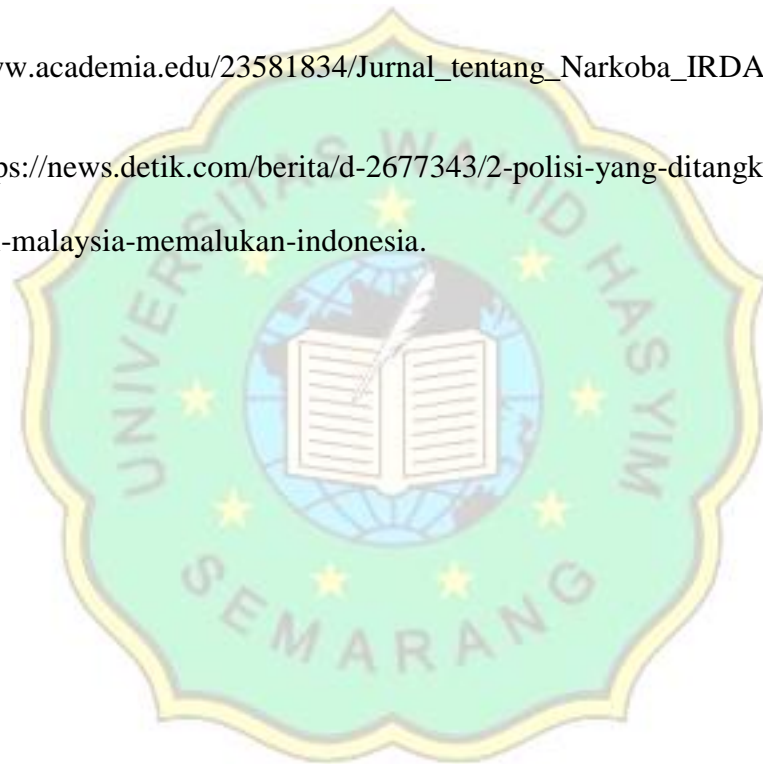 ww.academia.edu/23581834/Jurnal_tentang_Narkoba_IRDA
ps://news.detik.com/berita/d-2677343/2-polisi-yang-ditangk
-malaysia-memalukan-indonesia.
UNIVERSITAS WAHID HASYIM
SEMARANG